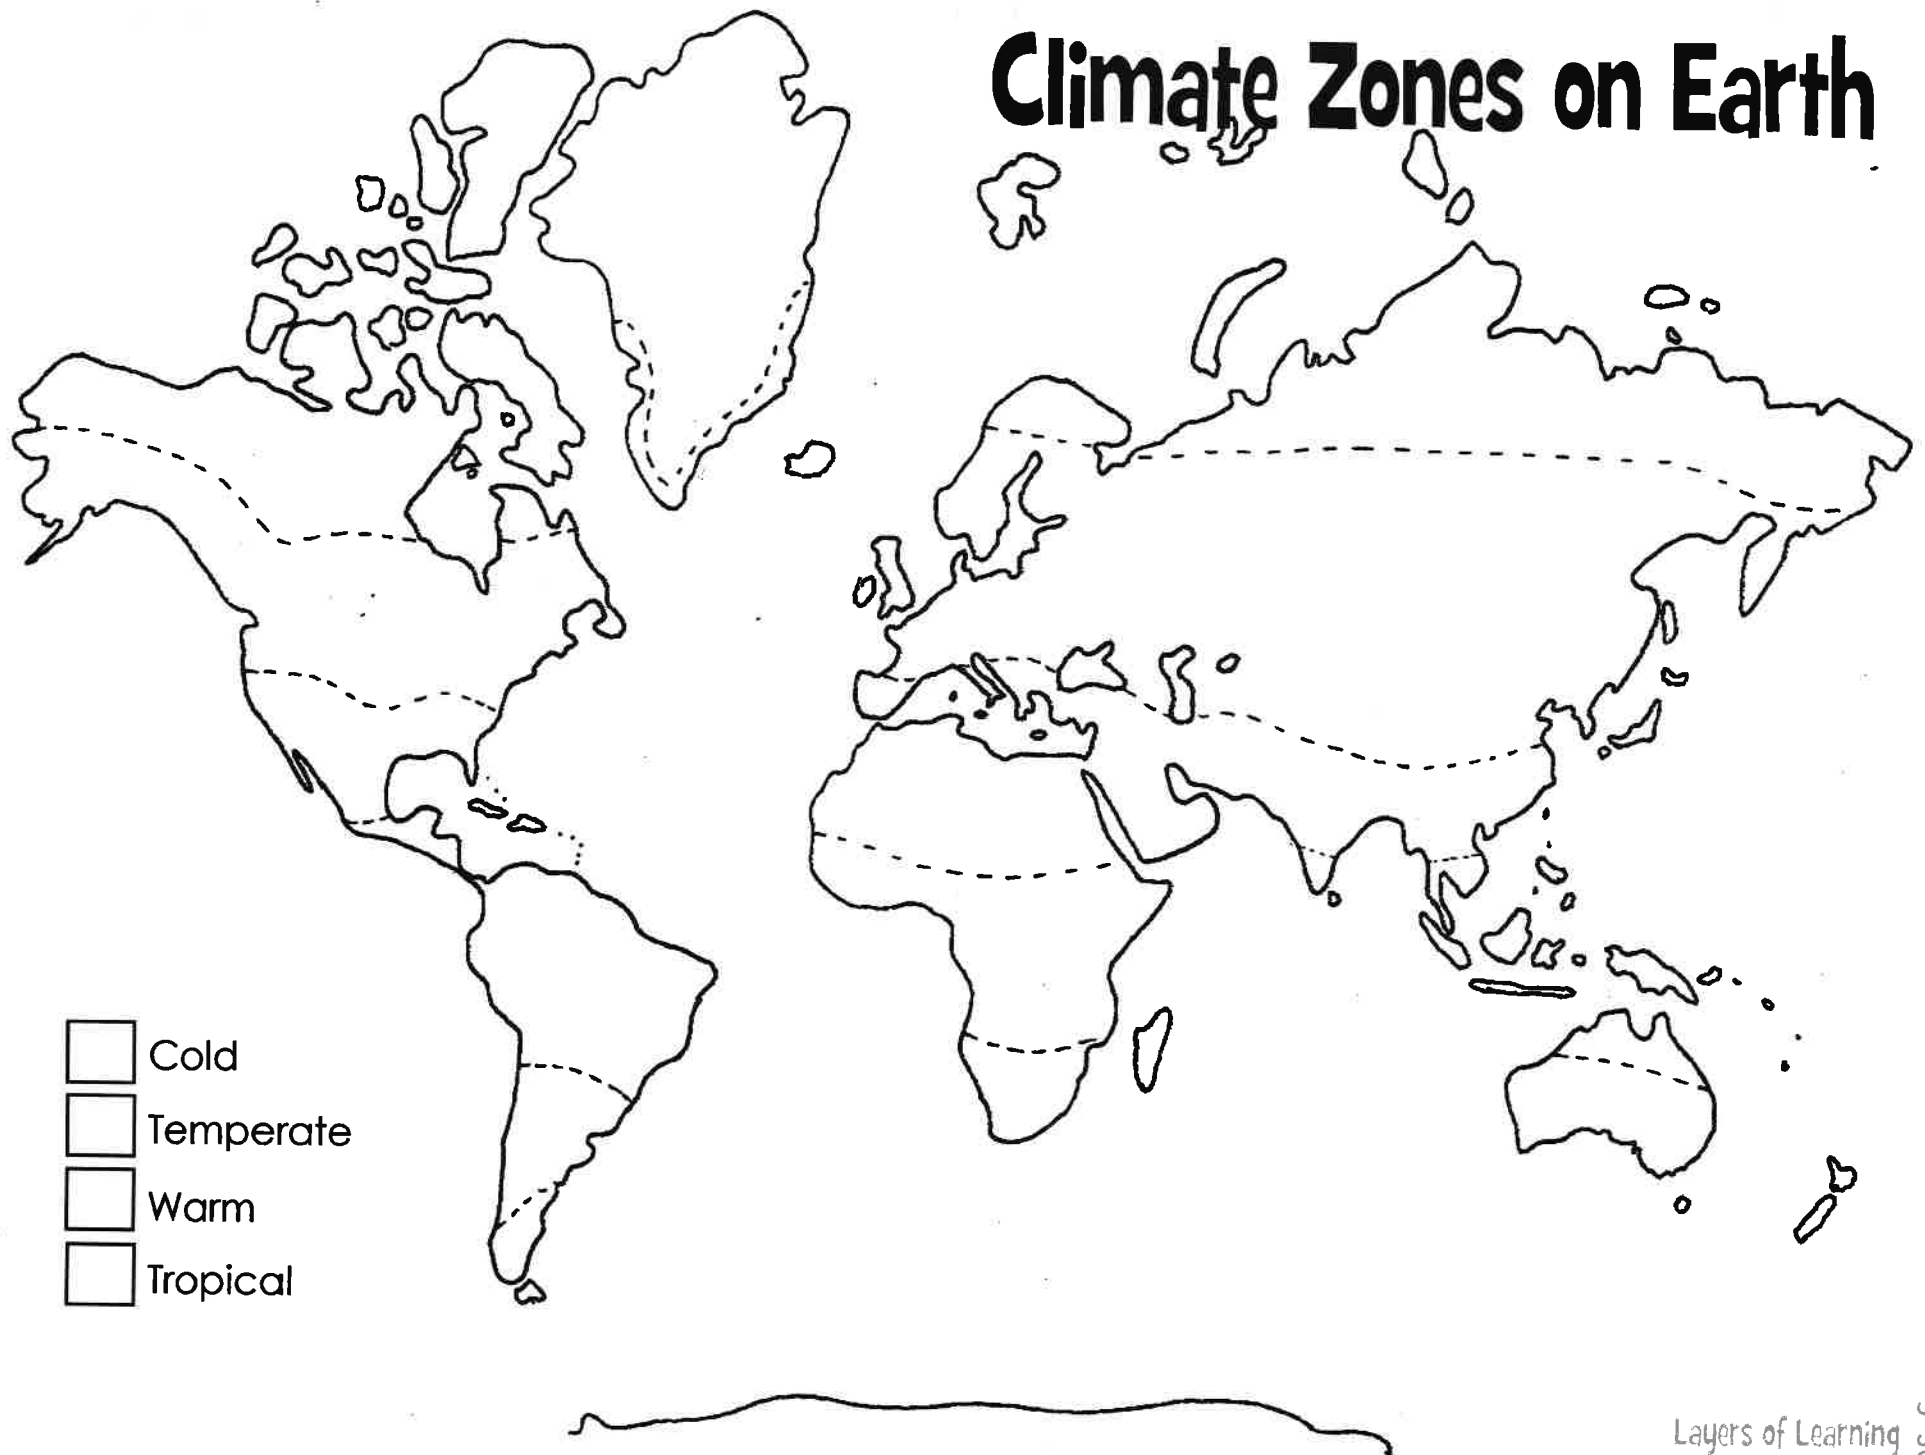 Climate Zones on Earth
Cold
Temperate
Warm
Tropical
Layers of Learning